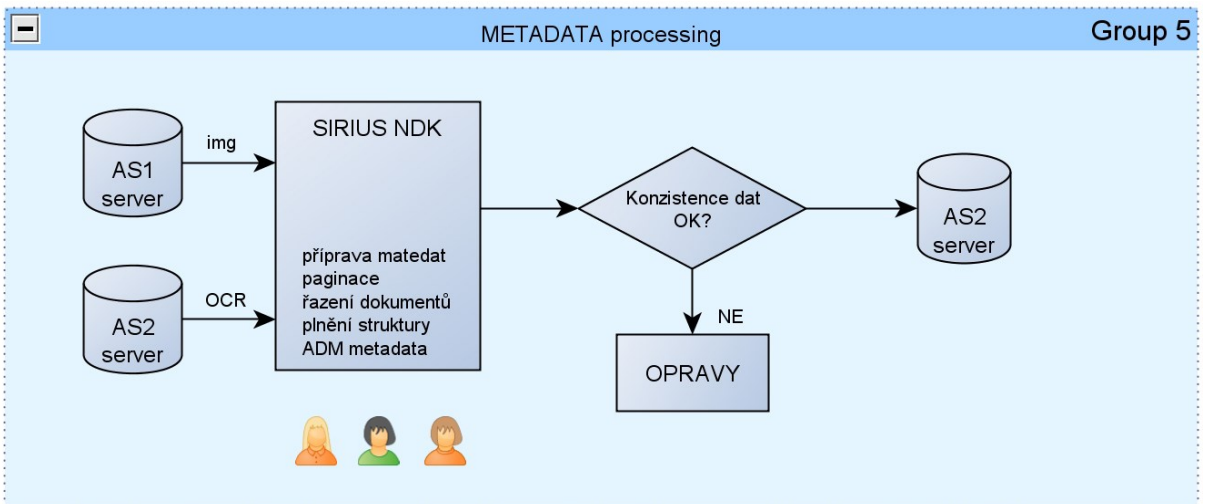 METADATA processing
Group 5
AS1
server
img
SIRIUS NDK
příprava matedat
paginace
řazení dokumentů
plnění struktury
ADM metadata
AS2
server
OCR
Konzistence dat
OK?
NE
OPRAVY
AS2
server